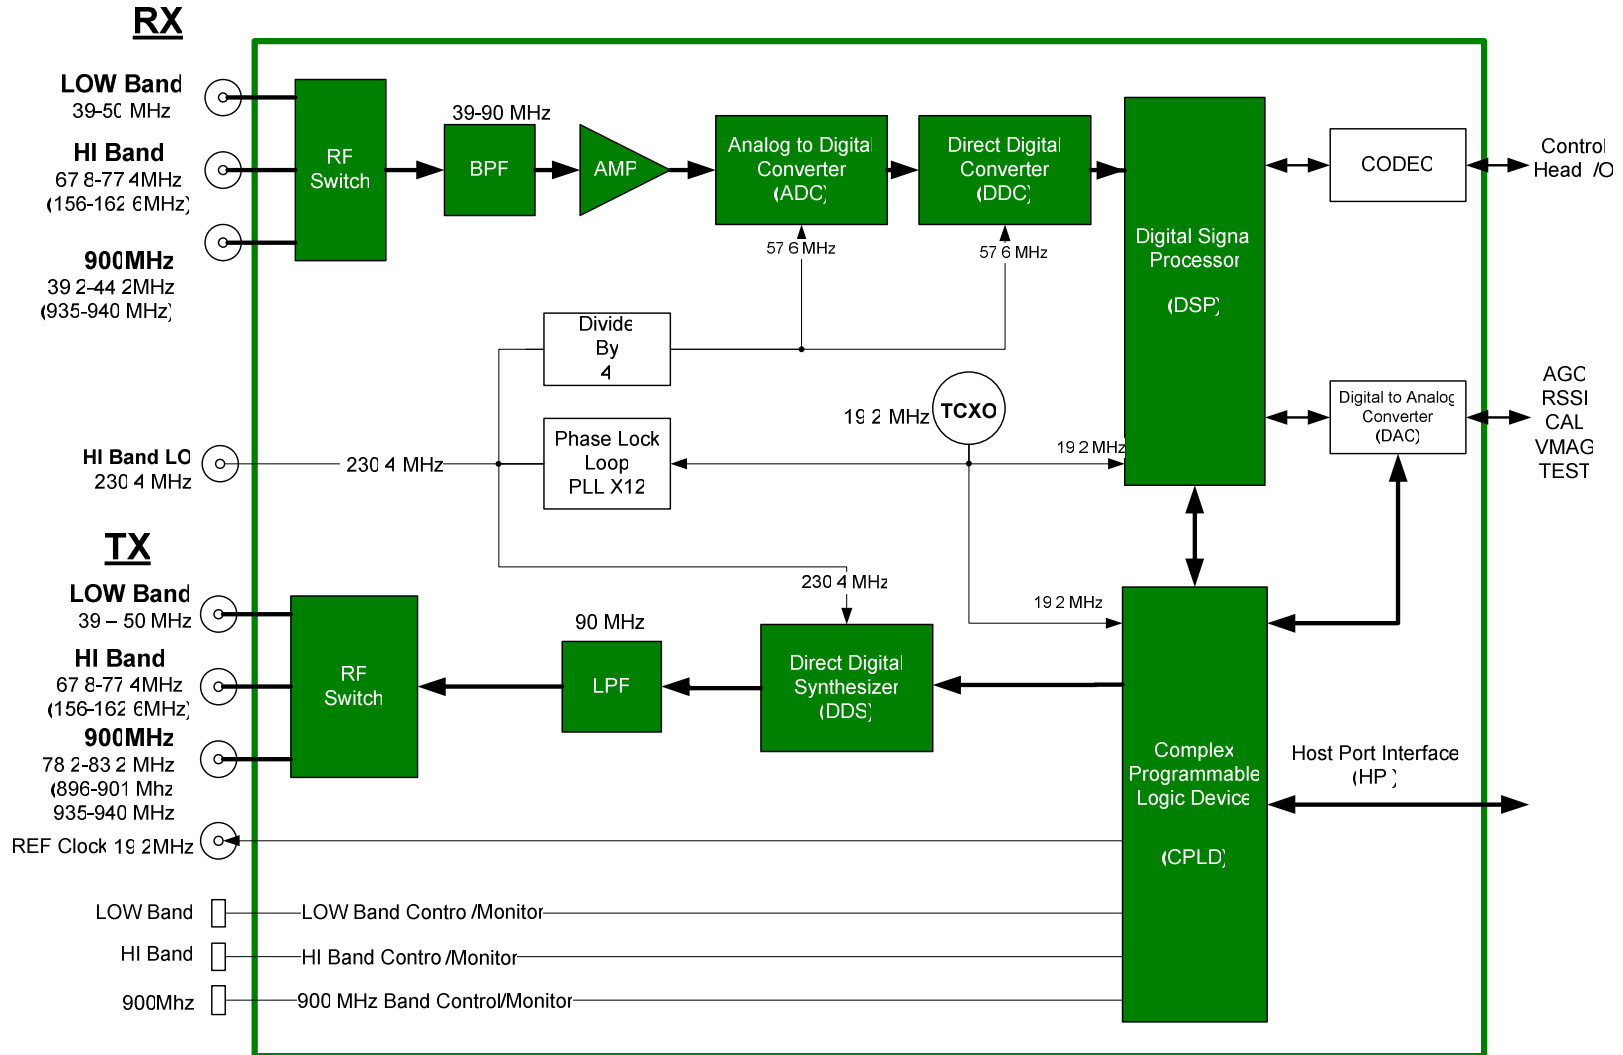 RX
LOW Band
39-50 MHz
HI Band
67 8-77 4MHz
(156-162 6MHz)
900MHz
39 2-44 2MHz
(935-940 MHz)
RF
Switch
39-90 MHz
BPF
AMP
Analog to Digital
Converter
(ADC)
Direct Digital
Converter
(DDC)
57 6 MHz
57 6 MHz
Digital Signa
Processor
(DSP)
CODEC
Control
Head /O
Divide
By
4
19 2 MHz
TCXO
Phase Lock
Loop
PLL X12
19 2 MHz
HI Band LO
230 4 MHz
230 4 MHz
Digital to Analog
Converter
(DAC)
AGC
RSSI
CAL
VMAG
TEST
TX
LOW Band
39 – 50 MHz
HI Band
67 8-77 4MHz
(156-162 6MHz)
900MHz
78 2-83 2 MHz
(896-901 Mhz
935-940 MHz)
REF Clock 19 2MHz
RF
Switch
90 MHz
LPF
230 4 MHz
Direct Digital
Synthesizer
(DDS)
19 2 MHz
Complex
Programmable
Logic Device
(CPLD)
Host Port Interface
(HP )
LOW Band
LOW Band Contro /Monitor
HI Band
HI Band Contro /Monitor
900Mhz
900 MHz Band Control/Monitor